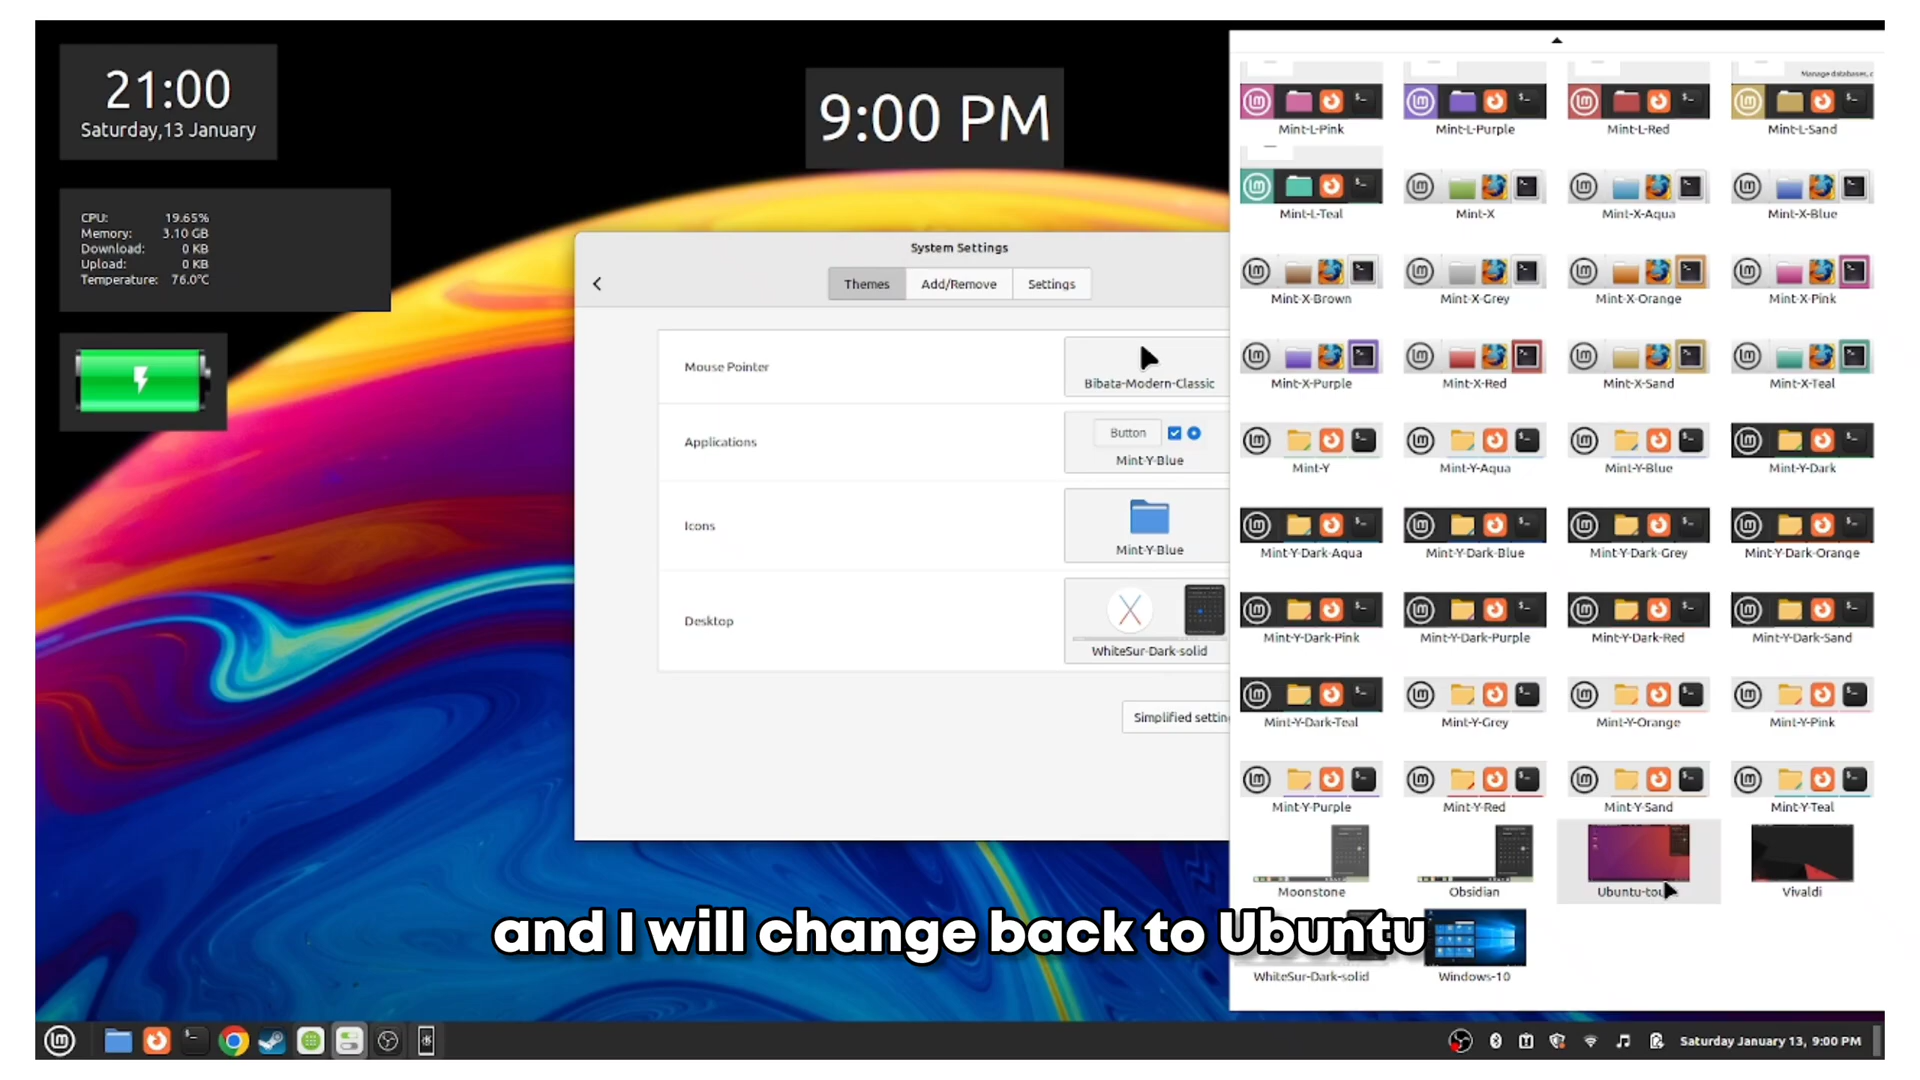 21:00
Saturday,13 January
9:00 PM
CPU: 19.65%
Memory: 3.10 GB
Download: 0 KB
Upload: 0 KB
Temperature: 76.0°C
System Settings
Themes Add/Remove Settings
Mouse Pointer
Bibata-Modern-Classic
Applications
Button
Mint-Y-Blue
Icons
Mint-Y-Blue
Desktop
WhiteSur-Dark-solid
Simplified
Manage databases, c
Mint-L-Pink Mint-L-Purple Mint-L-Red Mint-L-Sand
Mint-L-Teal Mint-X Mint-X-Aqua Mint-X-Blue
Mint-X-Brown Mint-X-Grey Mint-X-Orange Mint-X-Pink
Mint-X-Purple Mint-X-Red Mint-X-Sand Mint-X-Teal
Mint-Y Mint-Y-Aqua Mint-Y-Blue Mint-Y-Dark
Mint-Y-Dark-Aqua Mint-Y-Dark-Blue Mint-Y-Dark-Grey Mint-Y-Dark-Orange
Mint-Y-Dark-Pink Mint-Y-Dark-Purple Mint-Y-Dark-Red Mint-Y-Dark-Sand
Mint-Y-Dark-Teal Mint-Y-Grey Mint-Y-Orange Mint-Y-Pink
Mint-Y-Purple Mint-Y-Red Mint-Y-Sand Mint-Y-Teal
Moonstone Obsidian Ubuntu-tou Vivaldi
WhiteSur-Dark-solid Windows-10
and I will change back to Ubuntu
Saturday January 13, 9:00 PM